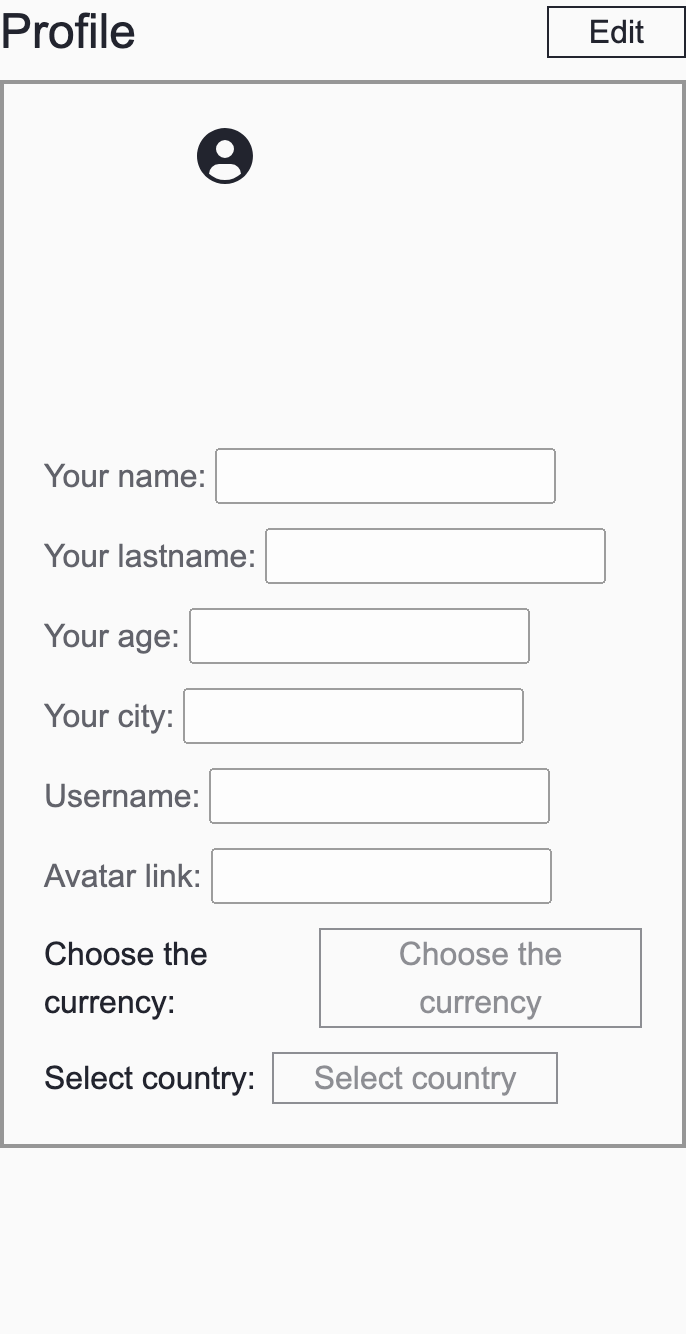 Profile
Edit
Your name:
Your lastname:
Your age:
Your city:
Username:
Avatar link:
Choose the
currency:
Choose the
currency
Select country:
Select country